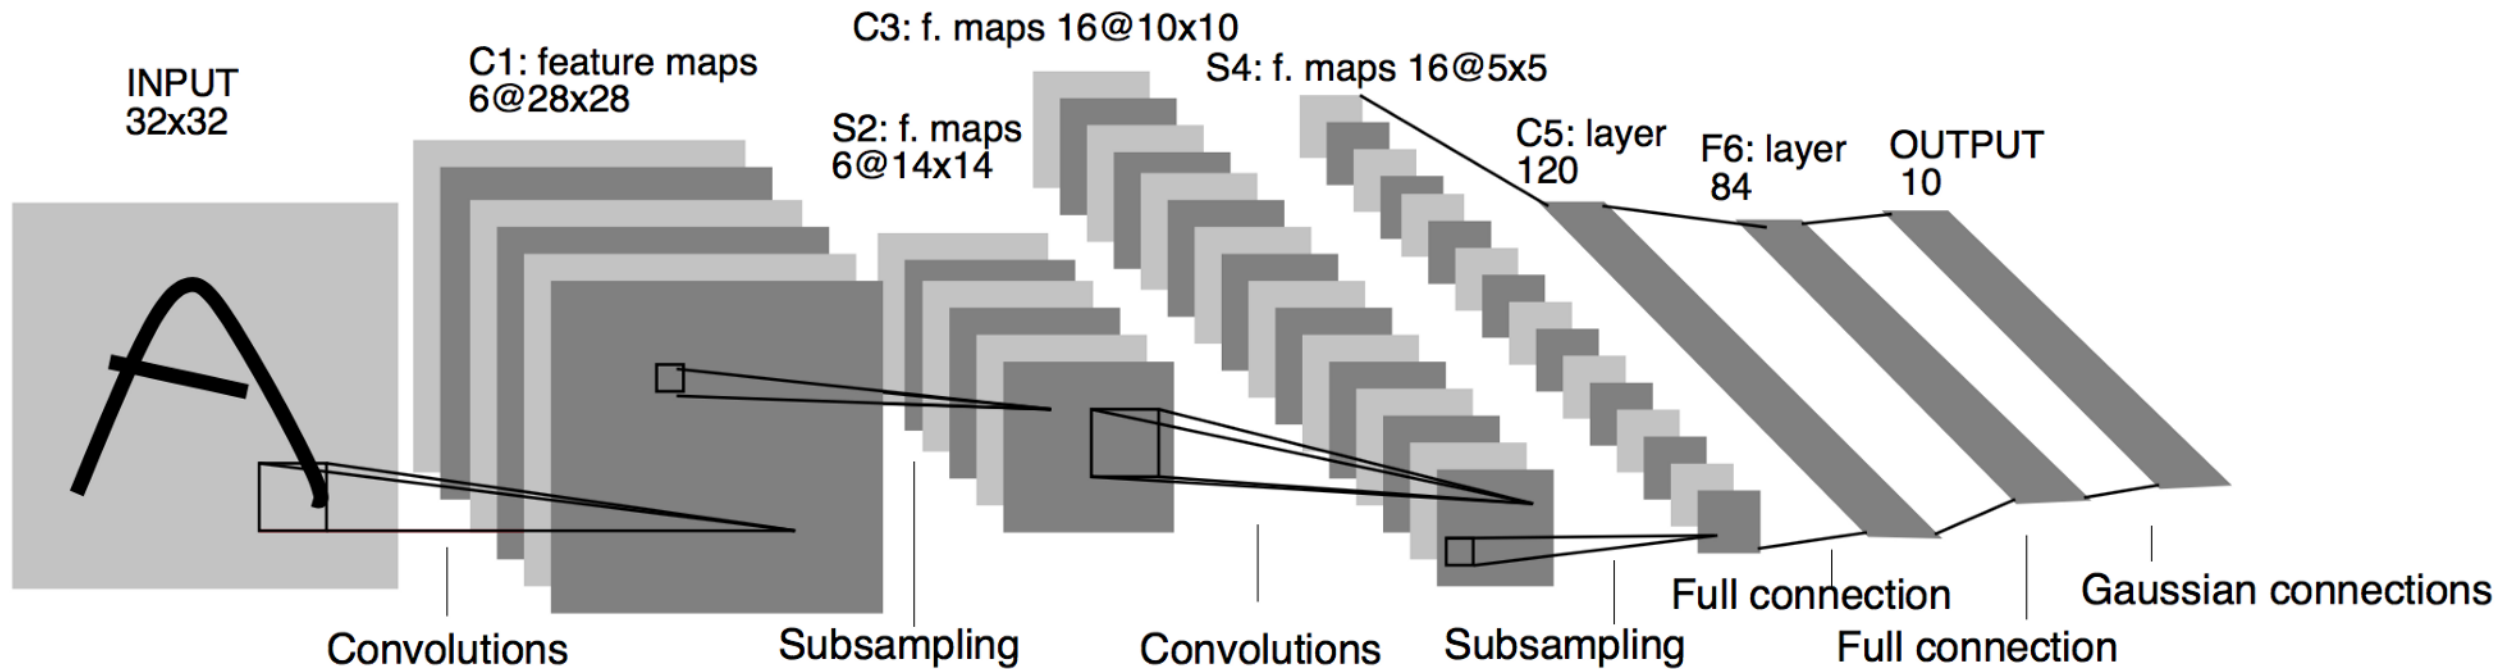 INPUT
32x32
C1: feature maps
6@28x28
S2: f. maps
6@14x14
C3: f. maps 16@10x10
S4: f. maps 16@5x5
C5: layer
120
F6: layer
84
OUTPUT
10
Convolutions
Subsampling
Convolutions
Subsampling
Full connection
Full connection
Gaussian connections